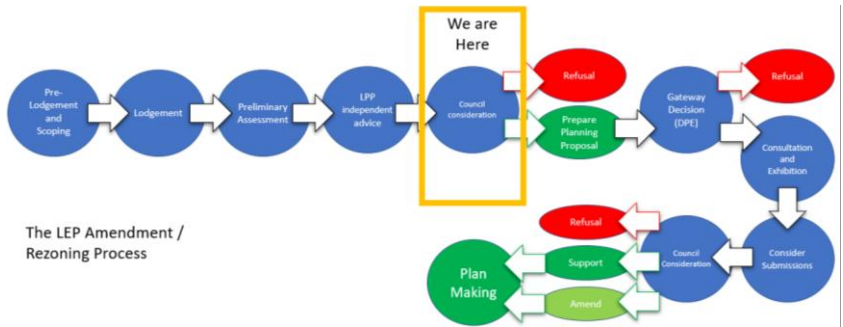 We are
Here
Pre-
Lodgement
and
Scoping
Lodgement
Preliminary
Assessment
LPP
independent
advice
Council
consideration
Refusal
Prepare
Planning
Proposal
Gateway
Decision
(DPE)
Refusal
Consultation
and
Exhibition
Consider
Submissions
Council
Consideration
Refusal
Support
Amend
Plan
Making
The LEP Amendment /
Rezoning Process